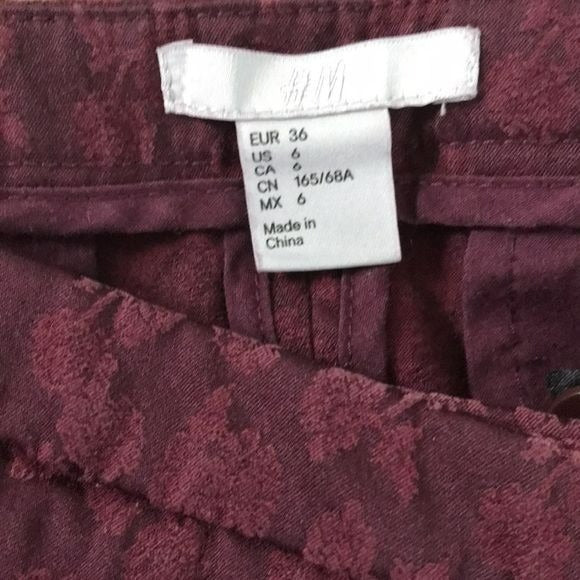 H&M
EUR 36
US 6
CA 6
CN 165/68A
MX 6
Made in
China